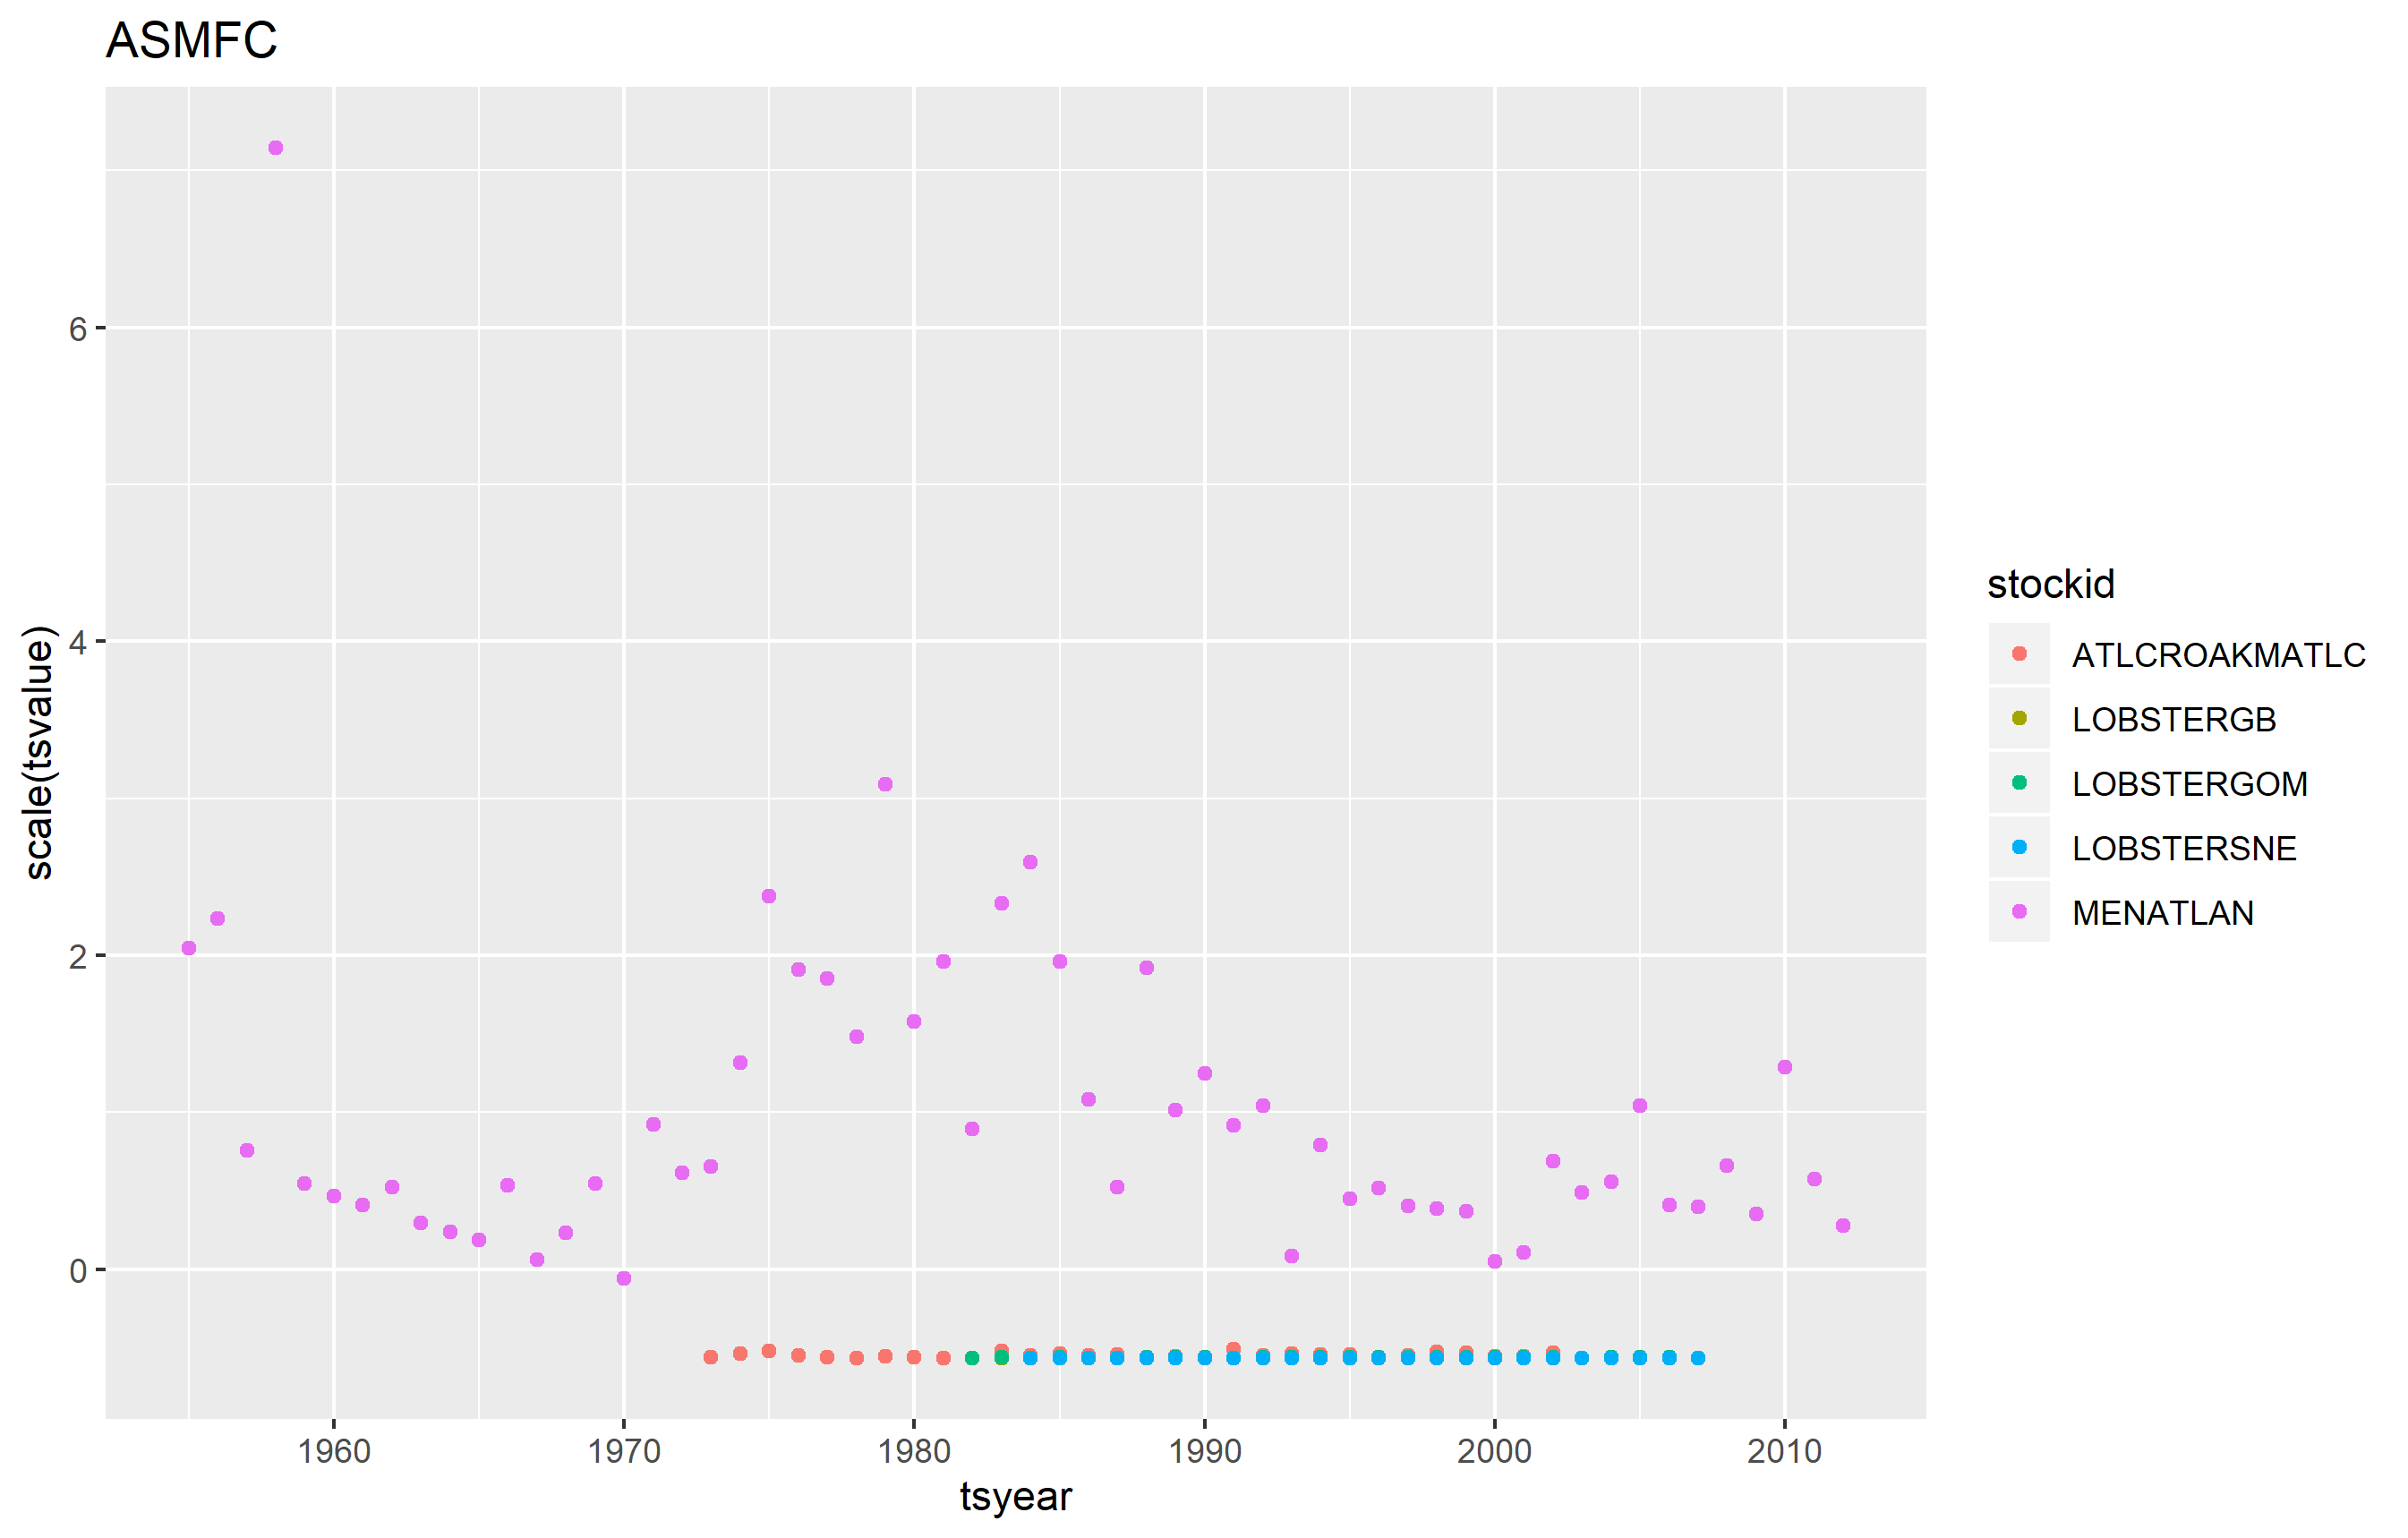 ASMFC
scale(tsvalue)
6
4
2
0
1960 1970 1980 1990 2000 2010
tsyear
stockid
ATLCROAKMATLC
LOBSTERGB
LOBSTERGOM
LOBSTERSNE
MENATLAN